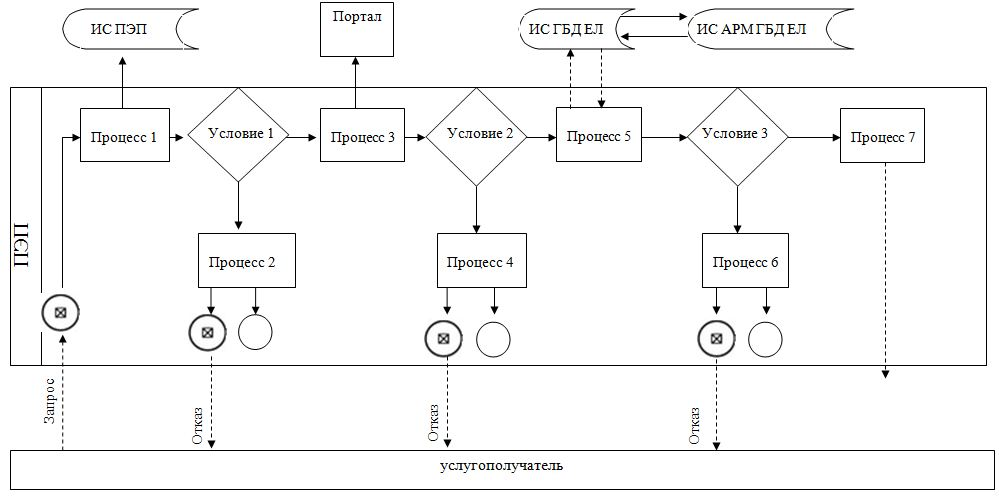 ИС ПЭП
Портал
ИС ГБД ЕЛ
ИС АРМ ГБД ЕЛ
Процесс 1
Условие 1
Процесс 3
Условие 2
Процесс 5
Условие 3
Процесс 7
ПЭП
Процесс 2
Процесс 4
Процесс 6
Запрос
Отказ
Отказ
Отказ
услугополучатель